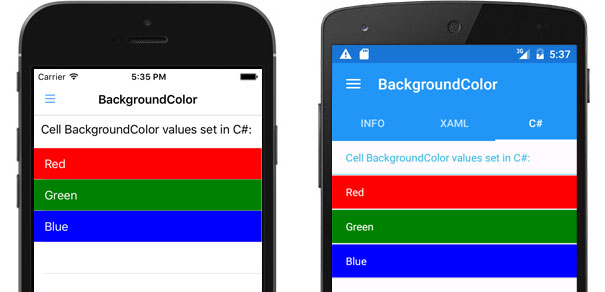 Carrier 5:35 PM
BackgroundColor
Cell BackgroundColor values set in C#:
Red
Green
Blue
3G 5:37
BackgroundColor
INFO XAML C#
Cell BackgroundColor values set in C#:
Red
Green
Blue